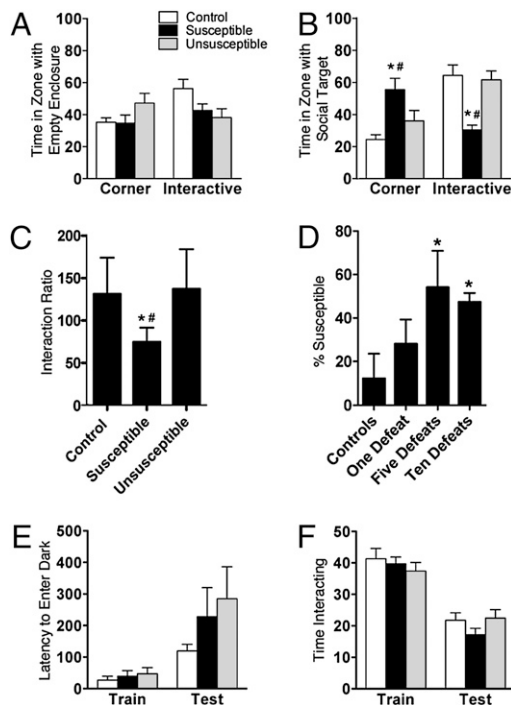 A
Control
Susceptible
Unsusceptible
Time in Zone with
Empty Enclosure
100
80
60
40
20
0
Corner
Interactive
B
Time in Zone with
Social Target
100
80
60
40
20
0
*#
*#
Corner
Interactive
C
Interaction Ratio
200
150
100
50
0
*#
Control
Susceptible
Unsusceptible
D
% Susceptible
80
60
40
20
0
*
*
Controls
One Defeat
Five Defeats
Ten Defeats
E
Latency to Enter Dark
500
400
300
200
100
0
Train
Test
F
Time Interacting
50
40
30
20
10
0
Train
Test